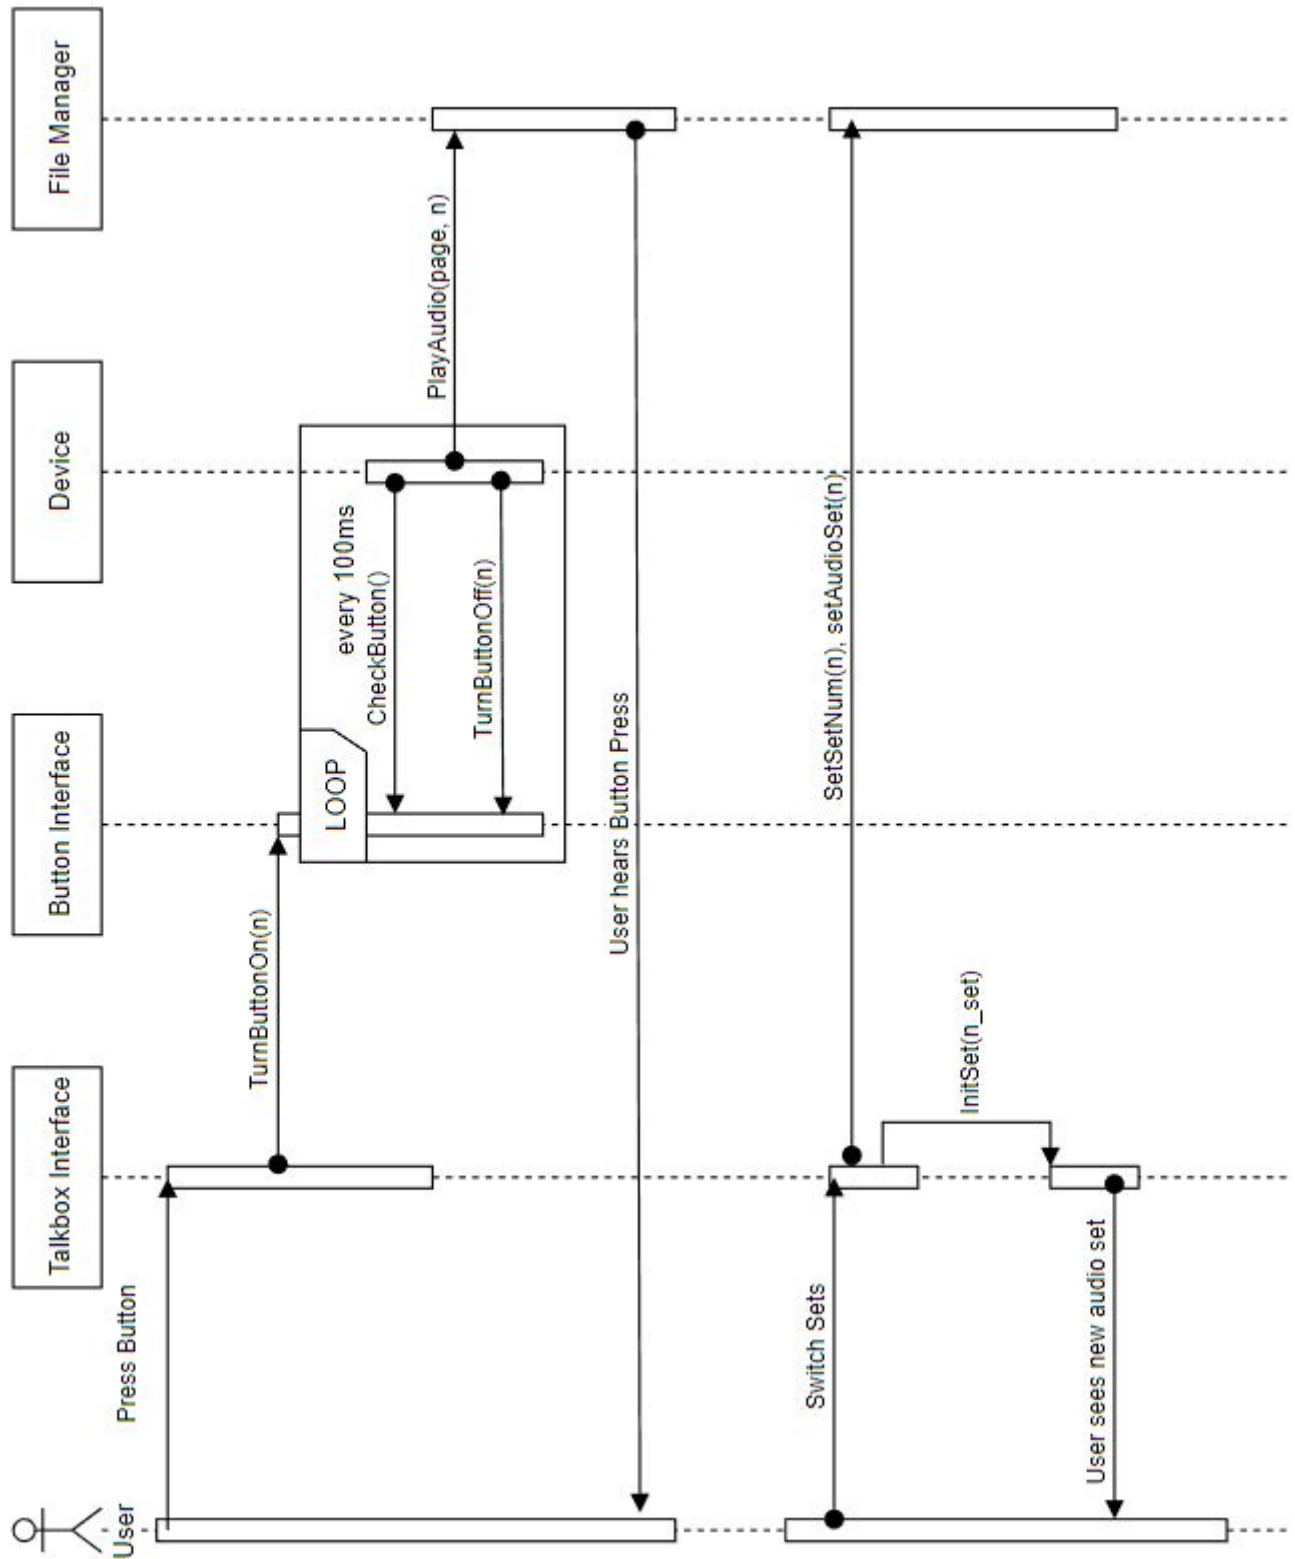 User
Talkbox Interface
Button Interface
Device
File Manager
Press Button
TurnButtonOn(n)
LOOP
every 100ms
CheckButton()
PlayAudio(page, n)
TurnButtonOff(n)
User hears Button Press
Switch Sets
SetSetNum(n), setAudioSet(n)
InitSet(n_set)
User sees new audio set